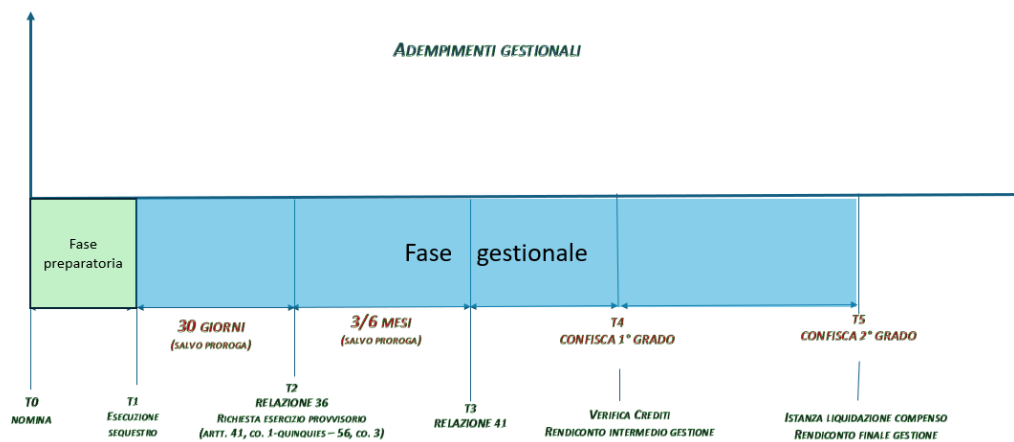 ADEMPIMENTI GESTIONALI
Fase
preparatoria
Fase gestionale
30 GIORNI
(SALVO PROROGA)
3/6 MESI
(SALVO PROROGA)
T4
CONFISCA 1° GRADO
T5
CONFISCA 2° GRADO
T0
NOMINA
T1
ESECUZIONE
SEQUESTRO
T2
RELAZIONE 36
RICHIESTA ESERCIZIO PROVVISORIO
(ARTT. 41, CO. 1-QUINQUIES – 56, CO. 3)
T3
RELAZIONE 41
VERIFICA CREDITI
RENDICONTO INTERMEDIO GESTIONE
ISTANZA LIQUIDAZIONE COMPENSO
RENDICONTO FINALE GESTIONE